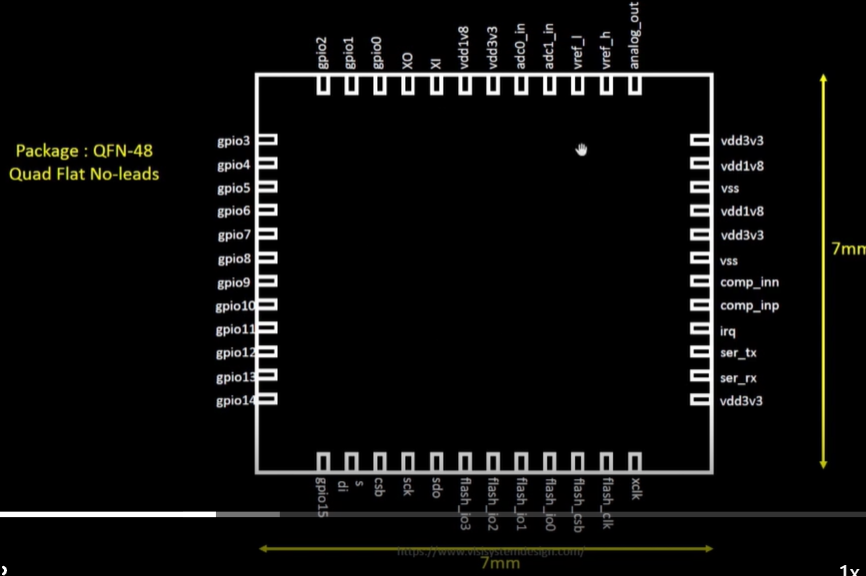 gpio2
gpio1
gpio0
XO
XI
vdd1v8
vdd3v3
adc0_in
adc1_in
vref_l
vref_h
analog_out
Package : QFN-48
Quad Flat No-leads
gpio3
gpio4
gpio5
gpio6
gpio7
gpio8
gpio9
gpio10
gpio11
gpio12
gpio13
gpio14
vdd3v3
vdd1v8
vss
vdd1v8
vdd3v3
vss
comp_inn
comp_inp
irq
ser_tx
ser_rx
vdd3v3
7mm
gpio15
s
di
csb
sck
sdo
flash_io3
flash_io2
flash_io1
flash_io0
flash_csb
flash_clk
xclk
https://www.vlsisystemdesign.com/
7mm
1x